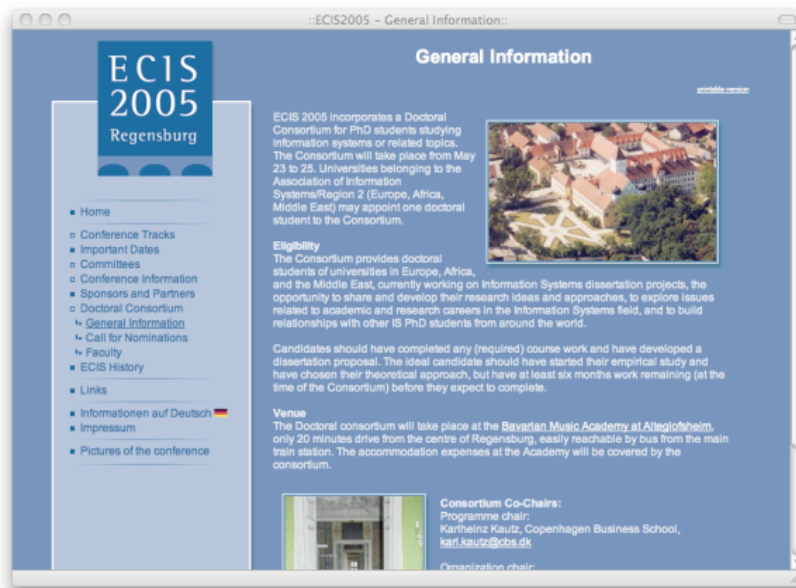 ::ECIS2005 – General Information::
ECIS
2005
Regensburg
Home
Conference Tracks
Important Dates
Committees
Conference Information
Sponsors and Partners
Doctoral Consortium
General Information
Call for Nominations
Faculty
ECIS History
Links
Informationen auf Deutsch
Impressum
Pictures of the conference
General Information
printable version
ECIS 2005 incorporates a Doctoral
Consortium for PhD students studying
information systems or related topics.
The Consortium will take place from May
23 to 25. Universities belonging to the
Association of Information
Systems/Region 2 (Europe, Africa,
Middle East) may appoint one doctoral
student to the Consortium.
Eligibility
The Consortium provides doctoral
students of universities in Europe, Africa,
and the Middle East, currently working on Information Systems dissertation projects, the
opportunity to share and develop their research ideas and approaches, to explore issues
related to academic and research careers in the Information Systems field, and to build
relationships with other IS PhD students from around the world.
Candidates should have completed any (required) course work and have developed a
dissertation proposal. The ideal candidate should have started their empirical study and
have chosen their theoretical approach, but have at least six months work remaining (at the
time of the Consortium) before they expect to complete.
Venue
The Doctoral consortium will take place at the Bavarian Music Academy at Alteglofsheim,
only 20 minutes drive from the centre of Regensburg, easily reachable by bus from the main
train station. The accommodation expenses at the Academy will be covered by the
consortium.
Consortium Co-Chairs:
Programme chair:
Karlheinz Kautz, Copenhagen Business School,
karl.kautz@cbs.dk
Organization chair: